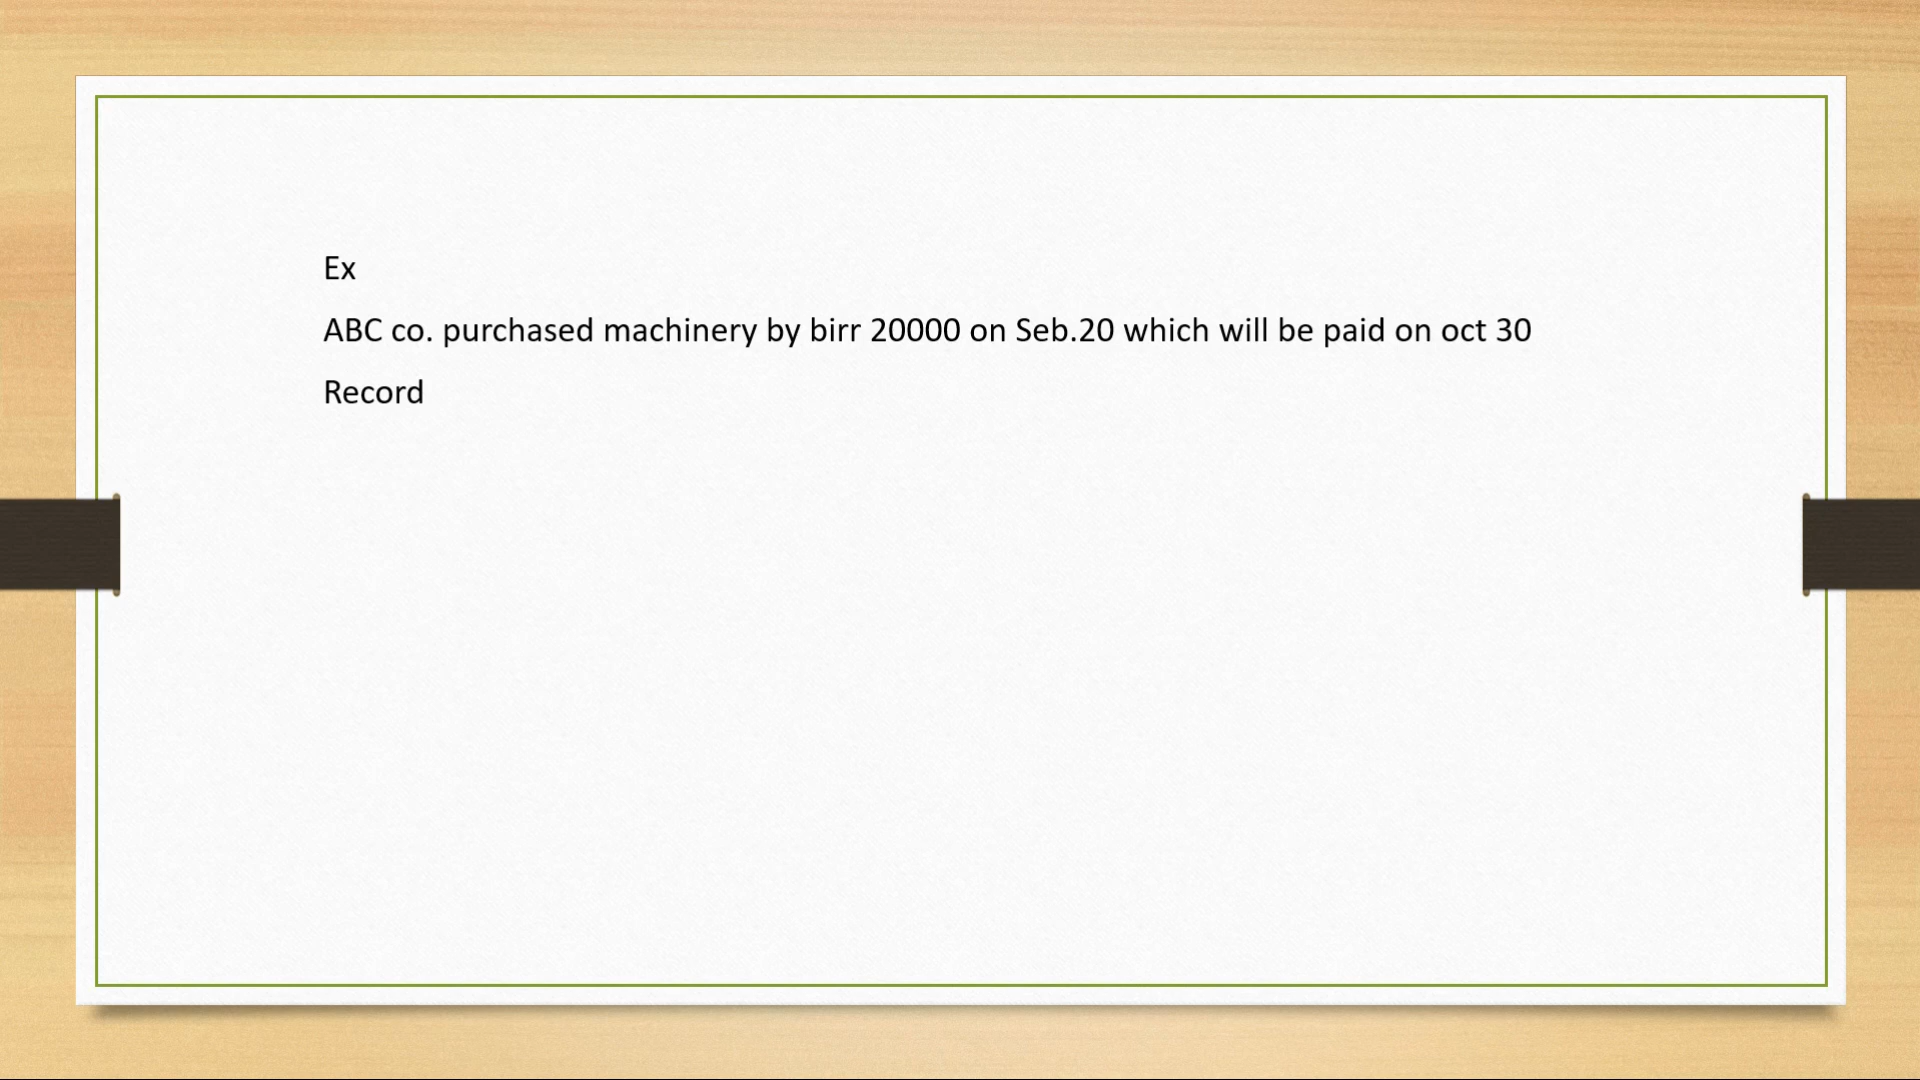 Ex
ABC co. purchased machinery by birr 20000 on Seb.20 which will be paid on oct 30
Record